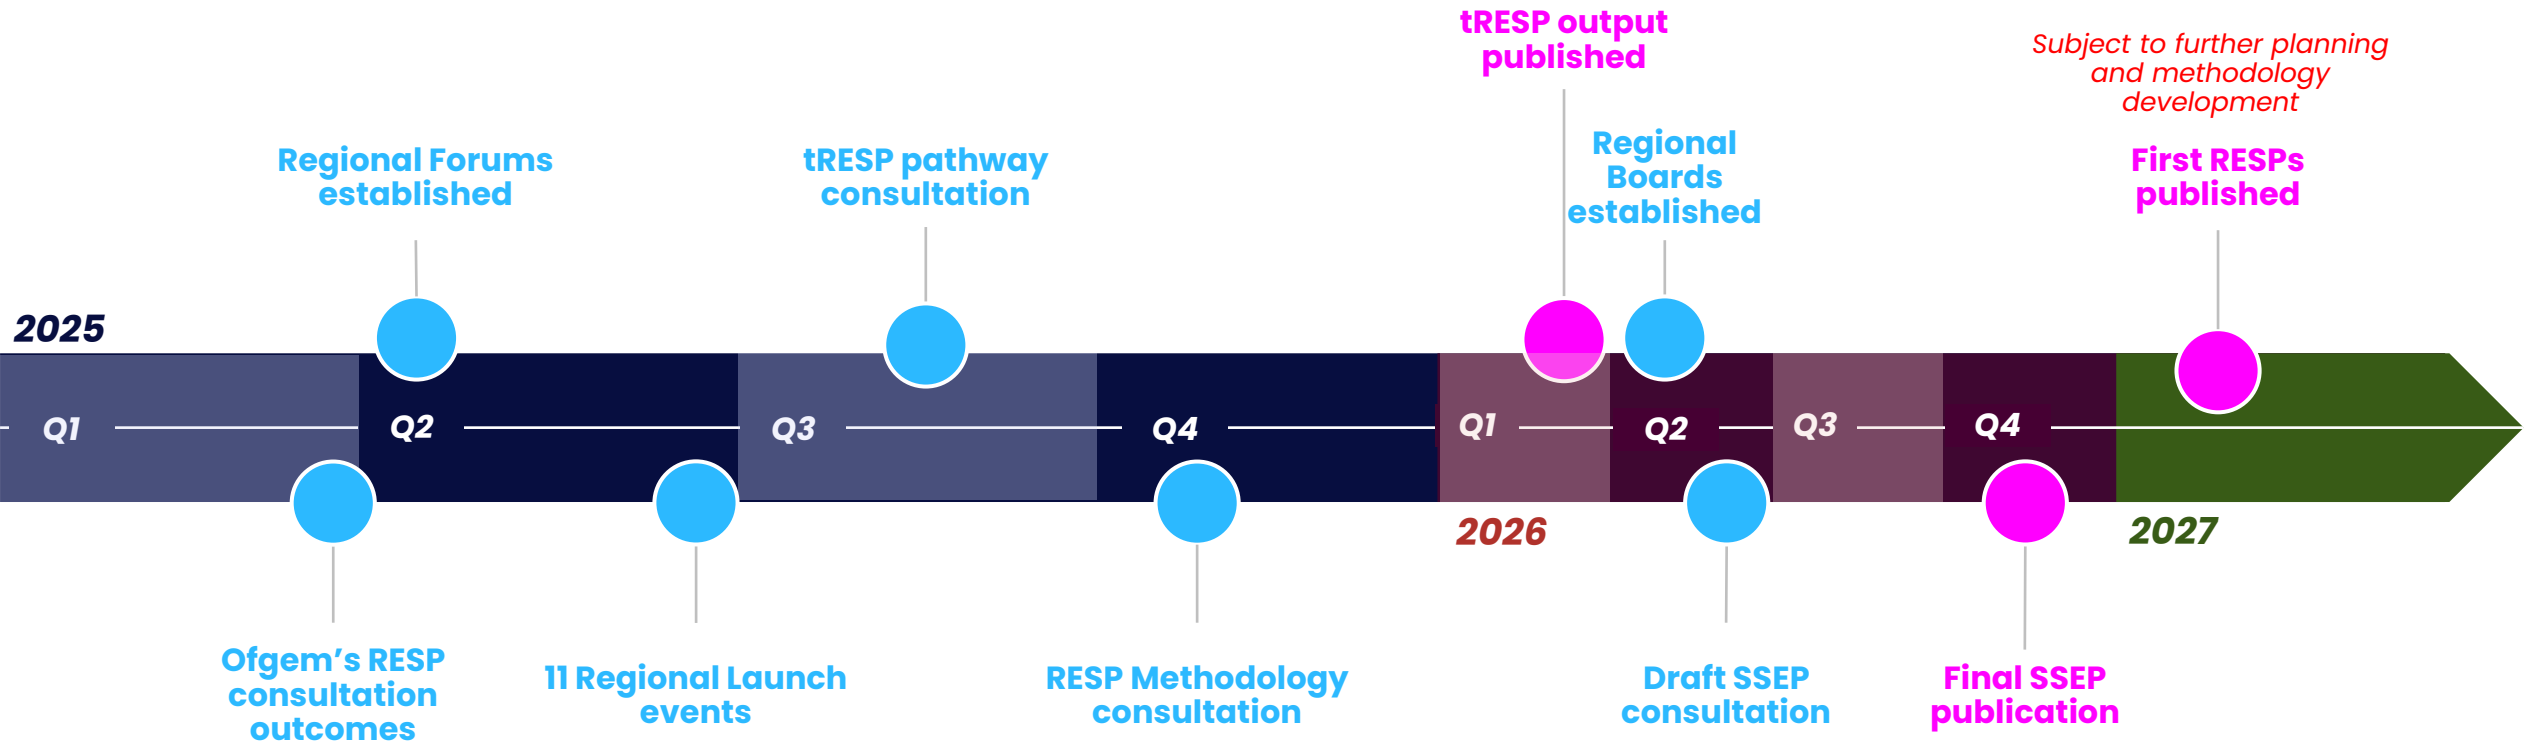 tRESP output
published
Subject to further planning
and methodology
development
Regional Forums
established
tRESP pathway
consultation
Regional
Boards
established
First RESPs
published
2025
Q1
Q2
Q3
Q4
Q1
Q2
Q3
Q4
2026
2027
Ofgem’s RESP
consultation
outcomes
11 Regional Launch
events
RESP Methodology
consultation
Draft SSEP
consultation
Final SSEP
publication